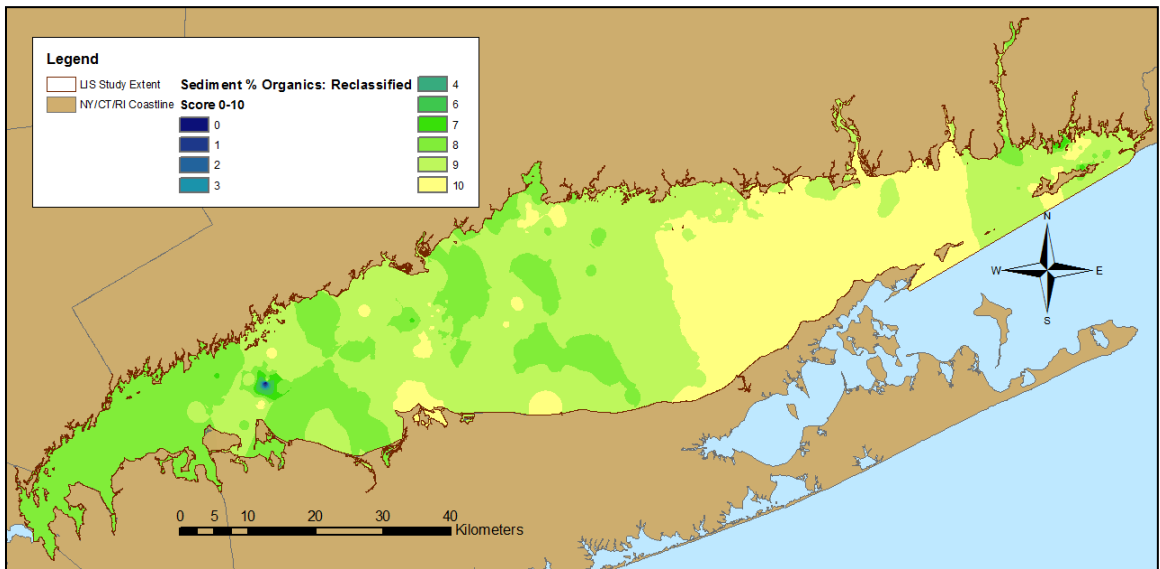 Legend
LIS Study Extent
NY/CT/RI Coastline
Sediment % Organics: Reclassified
Score 0-10
0
1
2
3
4
6
7
8
9
10
N
W E
S
0 5 10 20 30 40
Kilometers